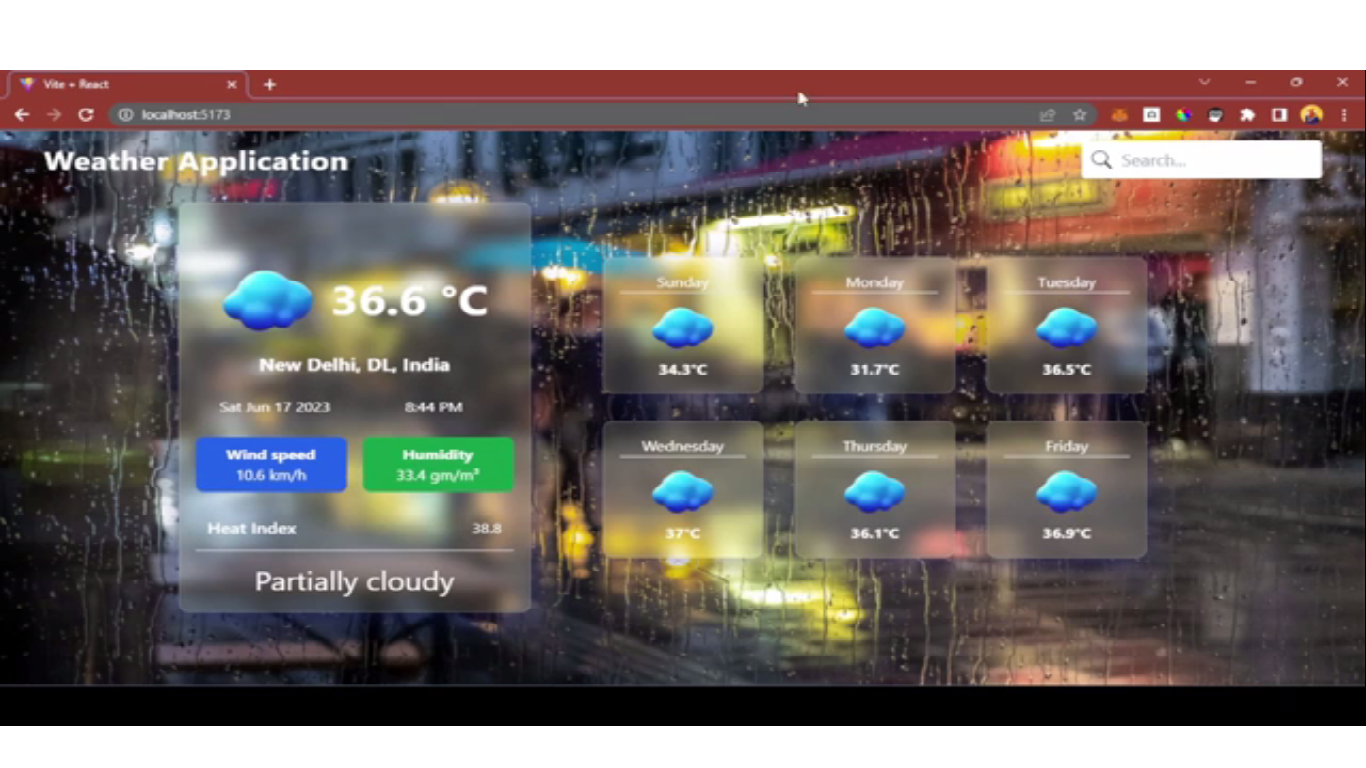 Vite + React
localhost:5173
Weather Application
Search...
36.6 °C
New Delhi, DL, India
Sat Jun 17 2023 8:44 PM
Wind speed
10.6 km/h
Humidity
33.4 gm/m³
Heat Index 38.8
Partially cloudy
Sunday
34.3°C
Monday
31.7°C
Tuesday
36.5°C
Wednesday
37°C
Thursday
36.1°C
Friday
36.9°C